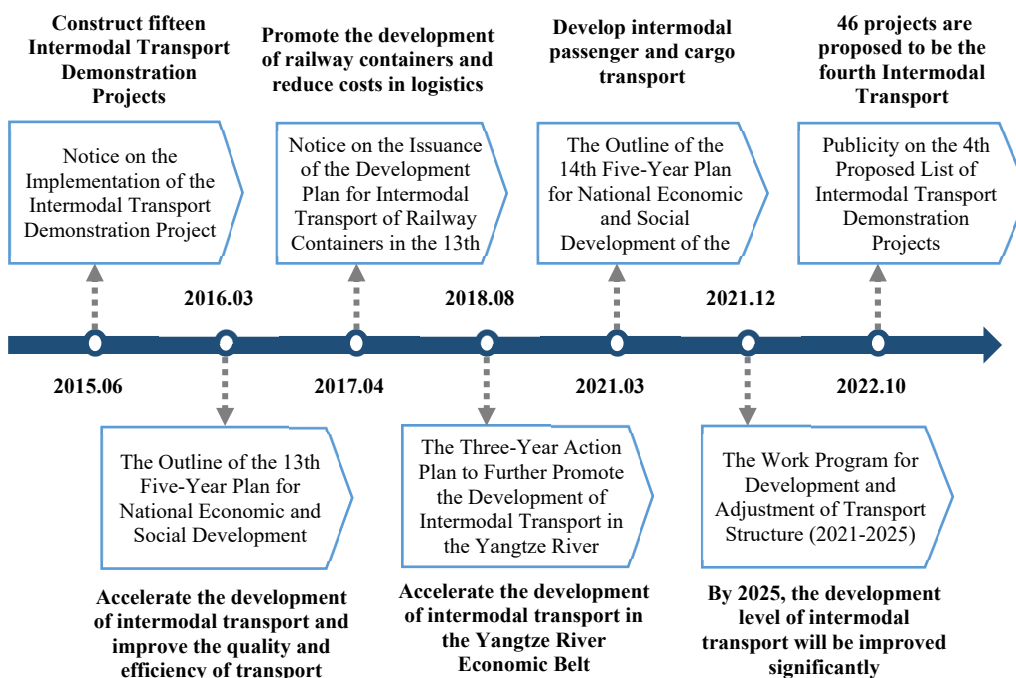 Construct fifteen
Intermodal Transport
Demonstration
Projects
Promote the development
of railway containers and
reduce costs in logistics
Develop intermodal
passenger and cargo
transport
46 projects are
proposed to be the
fourth Intermodal
Transport
Notice on the
Implementation of the
Intermodal Transport
Demonstration Project
Notice on the Issuance
of the Development
Plan for Intermodal
Transport of Railway
Containers in the 13th
The Outline of the
14th Five-Year Plan
for National Economic
and Social
Development of the
Publicity on the 4th
Proposed List of
Intermodal Transport
Demonstration
Projects
2016.03
2018.08
2021.12
2015.06
2017.04
2021.03
2022.10
The Outline of the 13th
Five-Year Plan for
National Economic and
Social Development
The Three-Year Action
Plan to Further Promote
the Development of
Intermodal Transport in
the Yangtze River
The Work Program for
Development and
Adjustment of Transport
Structure (2021-2025)
Accelerate the development
of intermodal transport and
improve the quality and
efficiency of transport
Accelerate the development
of intermodal transport in
the Yangtze River
Economic Belt
By 2025, the development
level of intermodal
transport will be improved
significantly